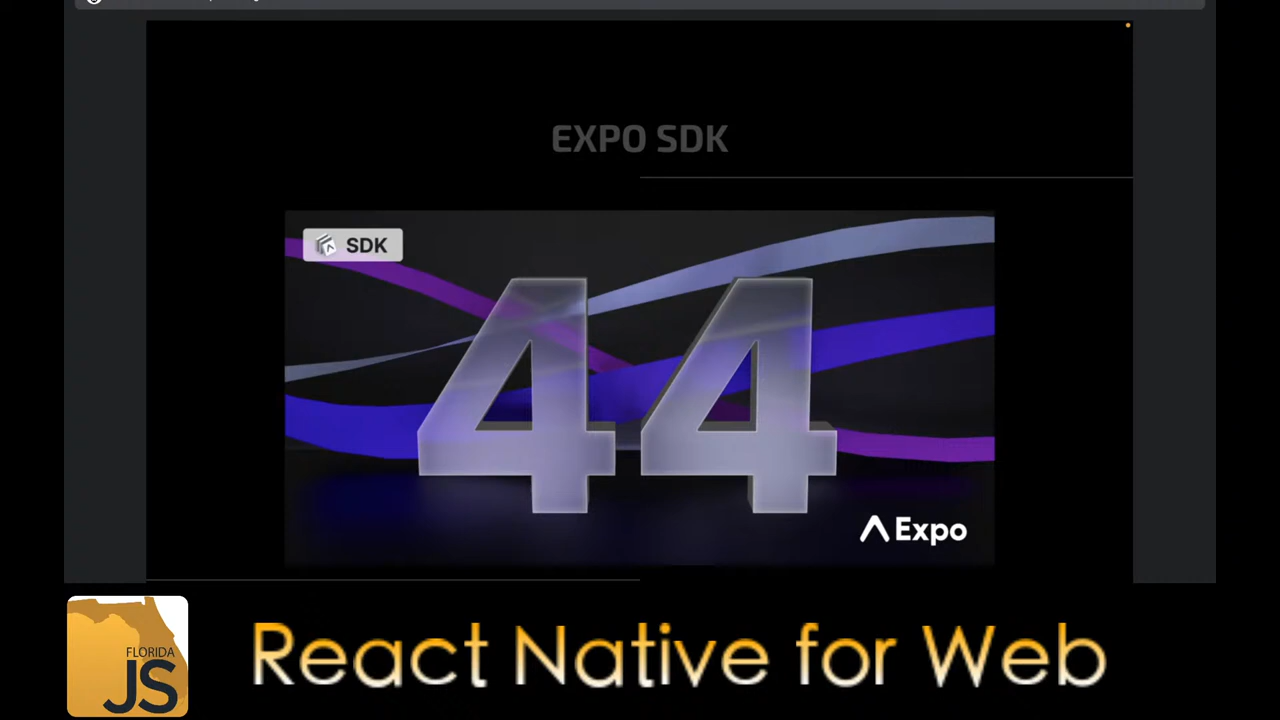 EXPO SDK
SDK
44
Expo
FLORIDA
JS
React Native for Web